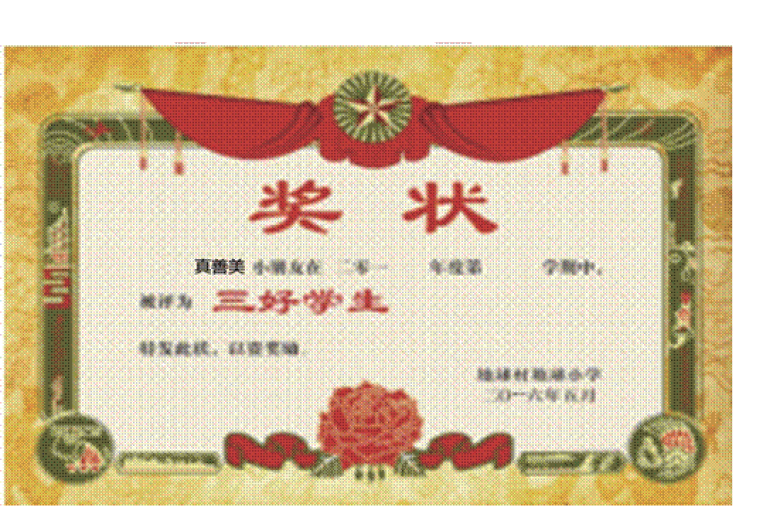 奖 状
真善美 小朋友在 二零一 年度第 学期中，
被评为 三好学生
特发此状，以资奖励
地球村地球小学
二〇一六年五月